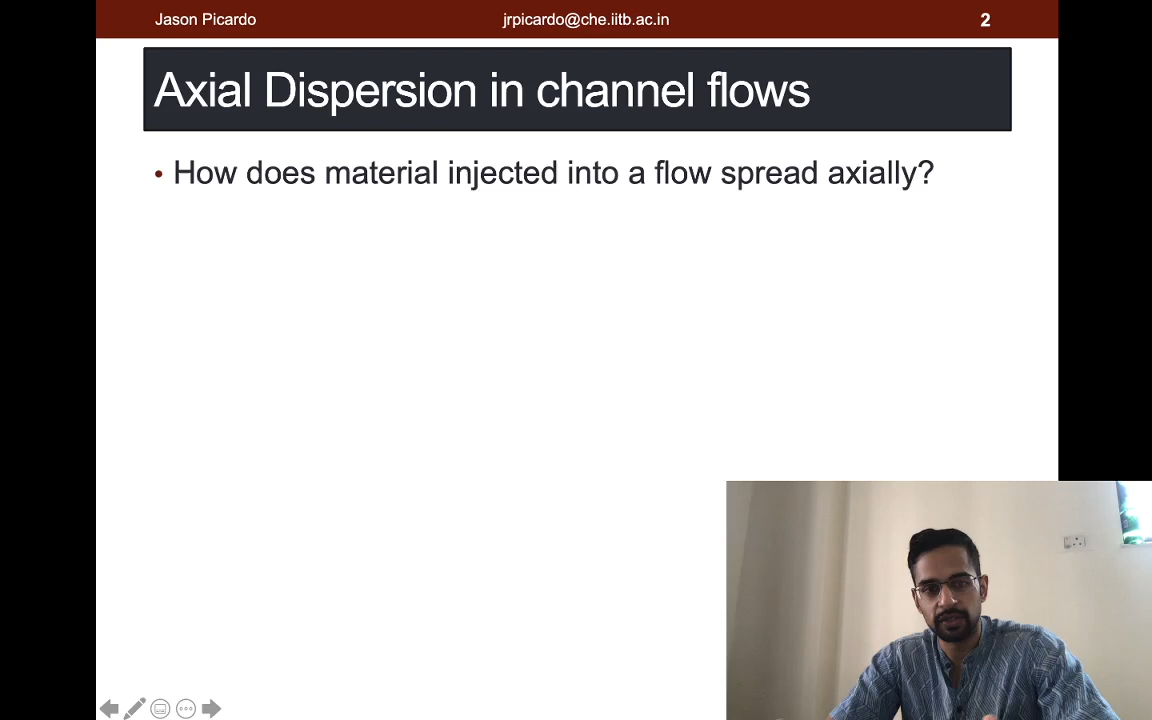 Jason Picardo jrpicardo@che.iitb.ac.in 2
Axial Dispersion in channel flows
• How does material injected into a flow spread axially?